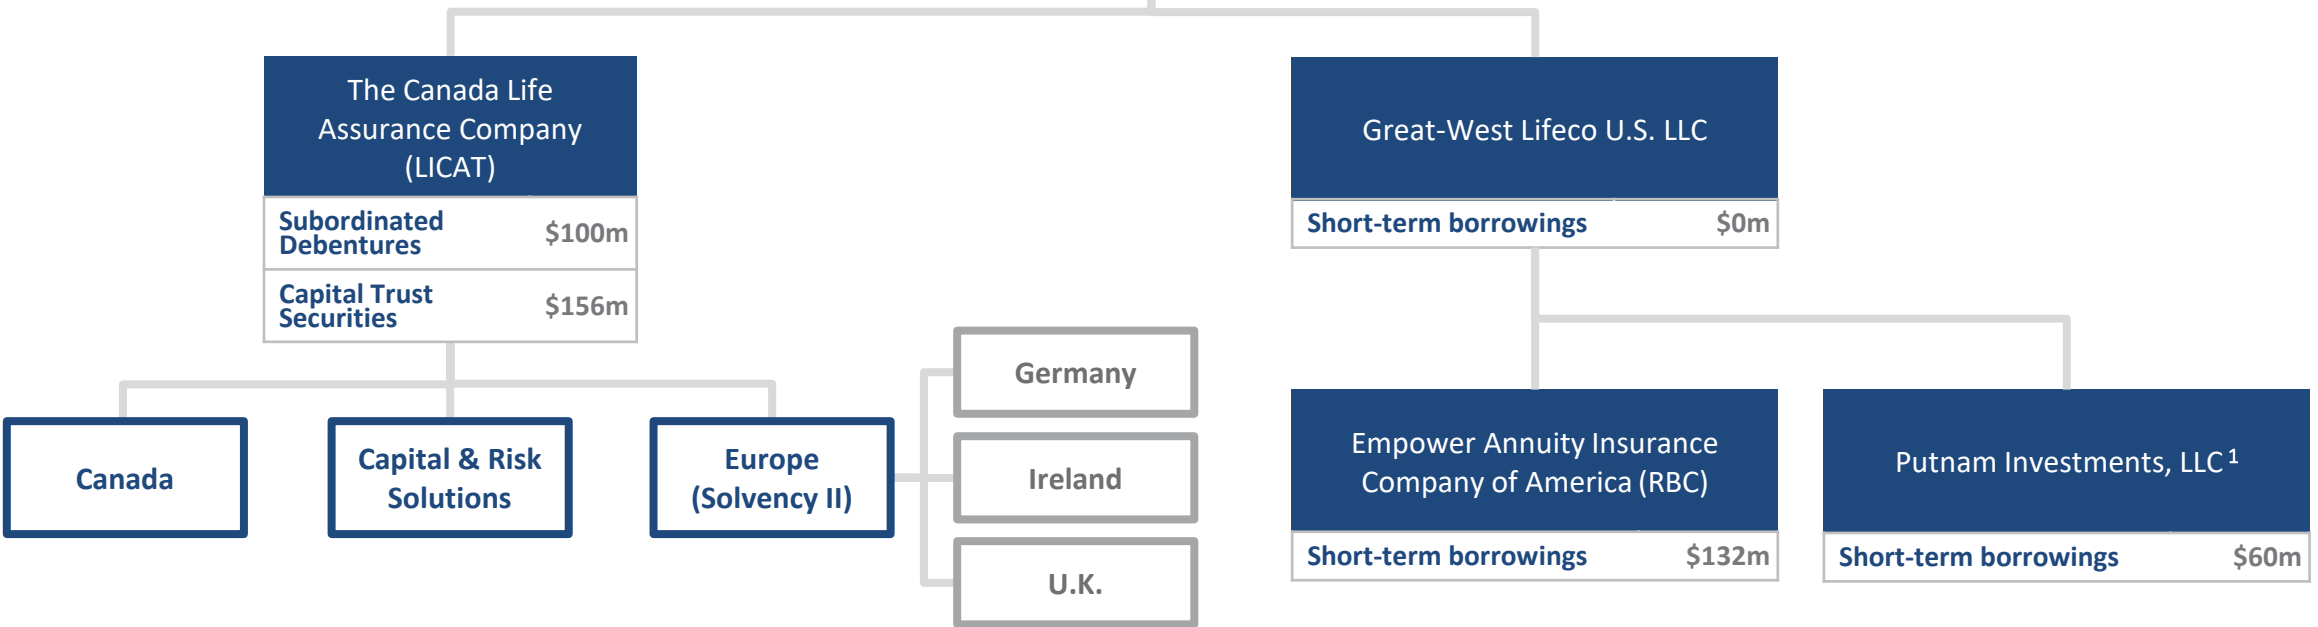 The Canada Life
Assurance Company
(LICAT)
Subordinated
Debentures
$100m
Capital Trust
Securities
$156m
Great-West Lifeco U.S. LLC
Short-term borrowings $0m
Canada
Capital & Risk
Solutions
Europe
(Solvency II)
Germany
Ireland
U.K.
Empower Annuity Insurance
Company of America (RBC)
Short-term borrowings $132m
Putnam Investments, LLC 1
Short-term borrowings $60m